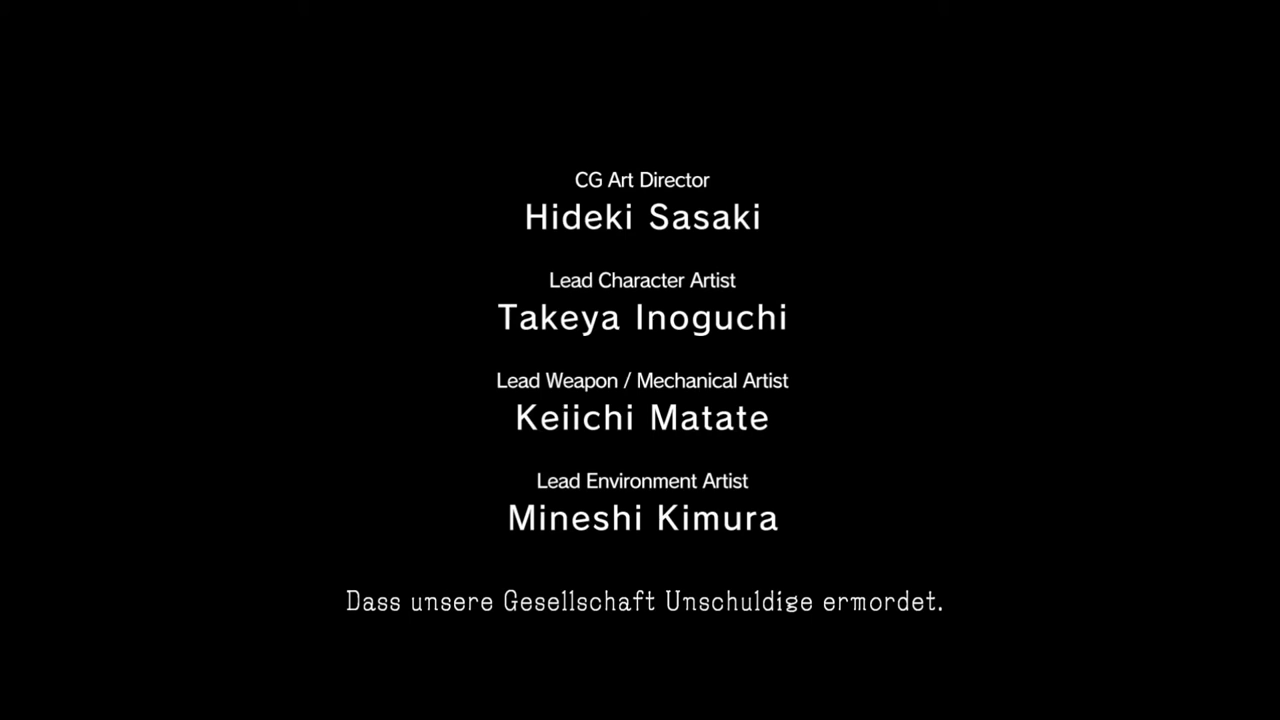 CG Art Director
Hideki Sasaki
Lead Character Artist
Takeya Inoguchi
Lead Weapon / Mechanical Artist
Keiichi Matate
Lead Environment Artist
Mineshi Kimura
Dass unsere Gesellschaft Unschuldige ermordet.